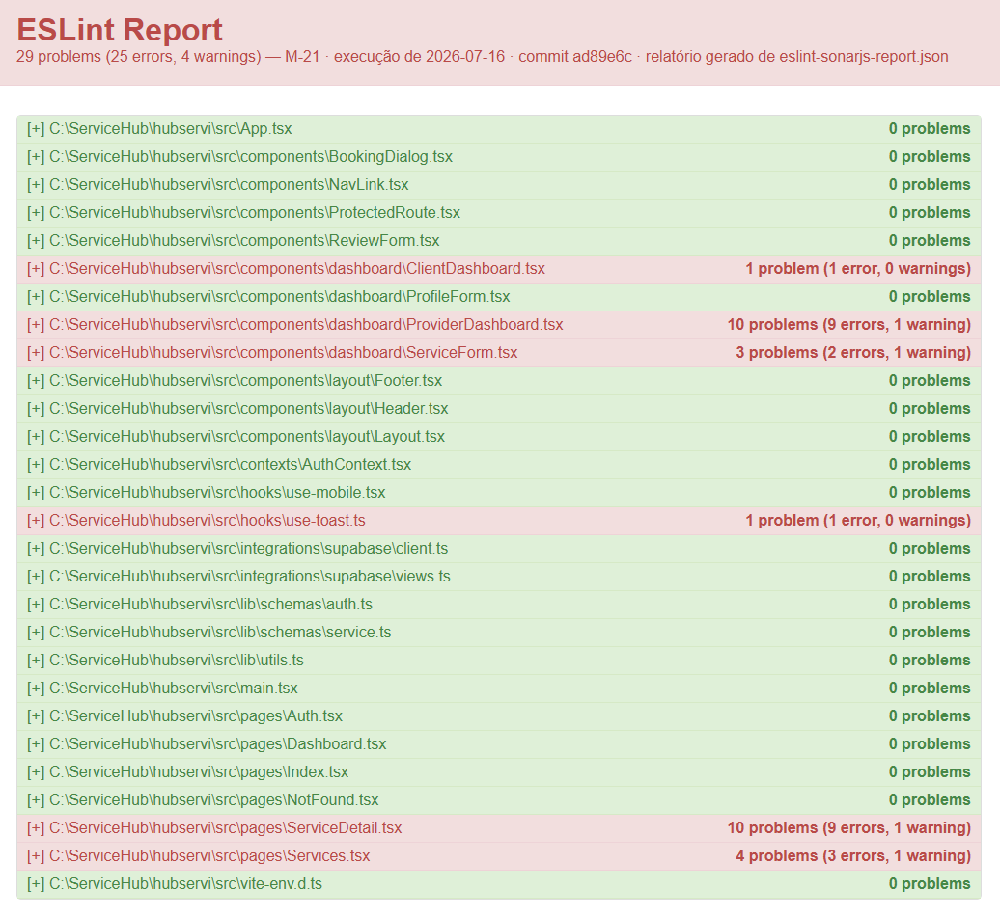 ESLint Report
29 problems (25 errors, 4 warnings) — M-21 · execução de 2026-07-16 · commit ad89e6c · relatório gerado de eslint-sonarjs-report.json
[+] C:\ServiceHub\hubservi\src\App.tsx 0 problems
[+] C:\ServiceHub\hubservi\src\components\BookingDialog.tsx 0 problems
[+] C:\ServiceHub\hubservi\src\components\NavLink.tsx 0 problems
[+] C:\ServiceHub\hubservi\src\components\ProtectedRoute.tsx 0 problems
[+] C:\ServiceHub\hubservi\src\components\ReviewForm.tsx 0 problems
[+] C:\ServiceHub\hubservi\src\components\dashboard\ClientDashboard.tsx 1 problem (1 error, 0 warnings)
[+] C:\ServiceHub\hubservi\src\components\dashboard\ProfileForm.tsx 0 problems
[+] C:\ServiceHub\hubservi\src\components\dashboard\ProviderDashboard.tsx 10 problems (9 errors, 1 warning)
[+] C:\ServiceHub\hubservi\src\components\dashboard\ServiceForm.tsx 3 problems (2 errors, 1 warning)
[+] C:\ServiceHub\hubservi\src\components\layout\Footer.tsx 0 problems
[+] C:\ServiceHub\hubservi\src\components\layout\Header.tsx 0 problems
[+] C:\ServiceHub\hubservi\src\components\layout\Layout.tsx 0 problems
[+] C:\ServiceHub\hubservi\src\contexts\AuthContext.tsx 0 problems
[+] C:\ServiceHub\hubservi\src\hooks\use-mobile.tsx 0 problems
[+] C:\ServiceHub\hubservi\src\hooks\use-toast.ts 1 problem (1 error, 0 warnings)
[+] C:\ServiceHub\hubservi\src\integrations\supabase\client.ts 0 problems
[+] C:\ServiceHub\hubservi\src\integrations\supabase\views.ts 0 problems
[+] C:\ServiceHub\hubservi\src\lib\schemas\auth.ts 0 problems
[+] C:\ServiceHub\hubservi\src\lib\schemas\service.ts 0 problems
[+] C:\ServiceHub\hubservi\src\lib\utils.ts 0 problems
[+] C:\ServiceHub\hubservi\src\main.tsx 0 problems
[+] C:\ServiceHub\hubservi\src\pages\Auth.tsx 0 problems
[+] C:\ServiceHub\hubservi\src\pages\Dashboard.tsx 0 problems
[+] C:\ServiceHub\hubservi\src\pages\Index.tsx 0 problems
[+] C:\ServiceHub\hubservi\src\pages\NotFound.tsx 0 problems
[+] C:\ServiceHub\hubservi\src\pages\ServiceDetail.tsx 10 problems (9 errors, 1 warning)
[+] C:\ServiceHub\hubservi\src\pages\Services.tsx 4 problems (3 errors, 1 warning)
[+] C:\ServiceHub\hubservi\src\vite-env.d.ts 0 problems